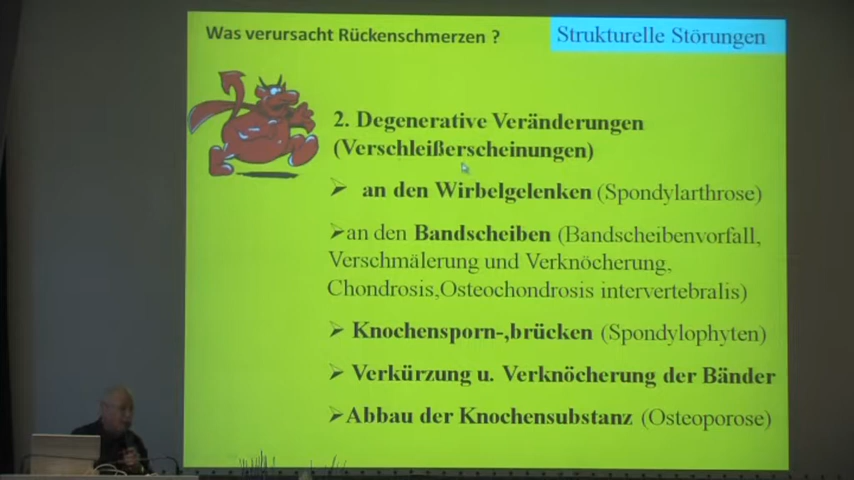 Was verursacht Rückenschmerzen ?
Strukturelle Störungen
2. Degenerative Veränderungen
(Verschleißerscheinungen)
➢ an den Wirbelgelenken (Spondylarthrose)
➢an den Bandscheiben (Bandscheibenvorfall,
Verschmälerung und Verknöcherung,
Chondrosis,Osteochondrosis intervertebralis)
➢ Knochensporn-,brücken (Spondylophyten)
➢ Verkürzung u. Verknöcherung der Bänder
➢Abbau der Knochensubstanz (Osteoporose)